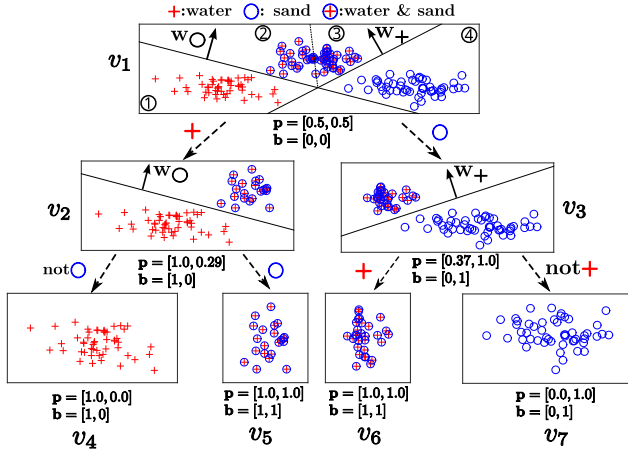 +:water ○: sand ⊕:water & sand
② ③ ④
w○ w+
v1
①
p = [0.5, 0.5]
b = [0, 0]
+ ○
w○ w+
v2 v3
p = [1.0, 0.29]
b = [1, 0]
p = [0.37, 1.0]
b = [0, 1]
not○ ○ + not+
p = [1.0, 0.0]
b = [1, 0]
p = [1.0, 1.0]
b = [1, 1]
p = [1.0, 1.0]
b = [1, 1]
p = [0.0, 1.0]
b = [0, 1]
v4 v5 v6 v7